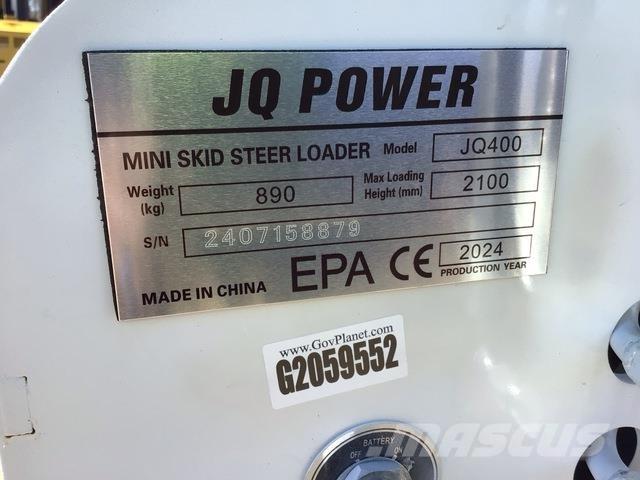 JQ POWER
MINI SKID STEER LOADER Model JQ400
Weight (kg) 890 Max Loading Height (mm) 2100
S/N 2407158879
MADE IN CHINA EPA CE 2024 PRODUCTION YEAR
www.GovPlanet.com
G2059552
BATTERY
OFF ON
MASCUS